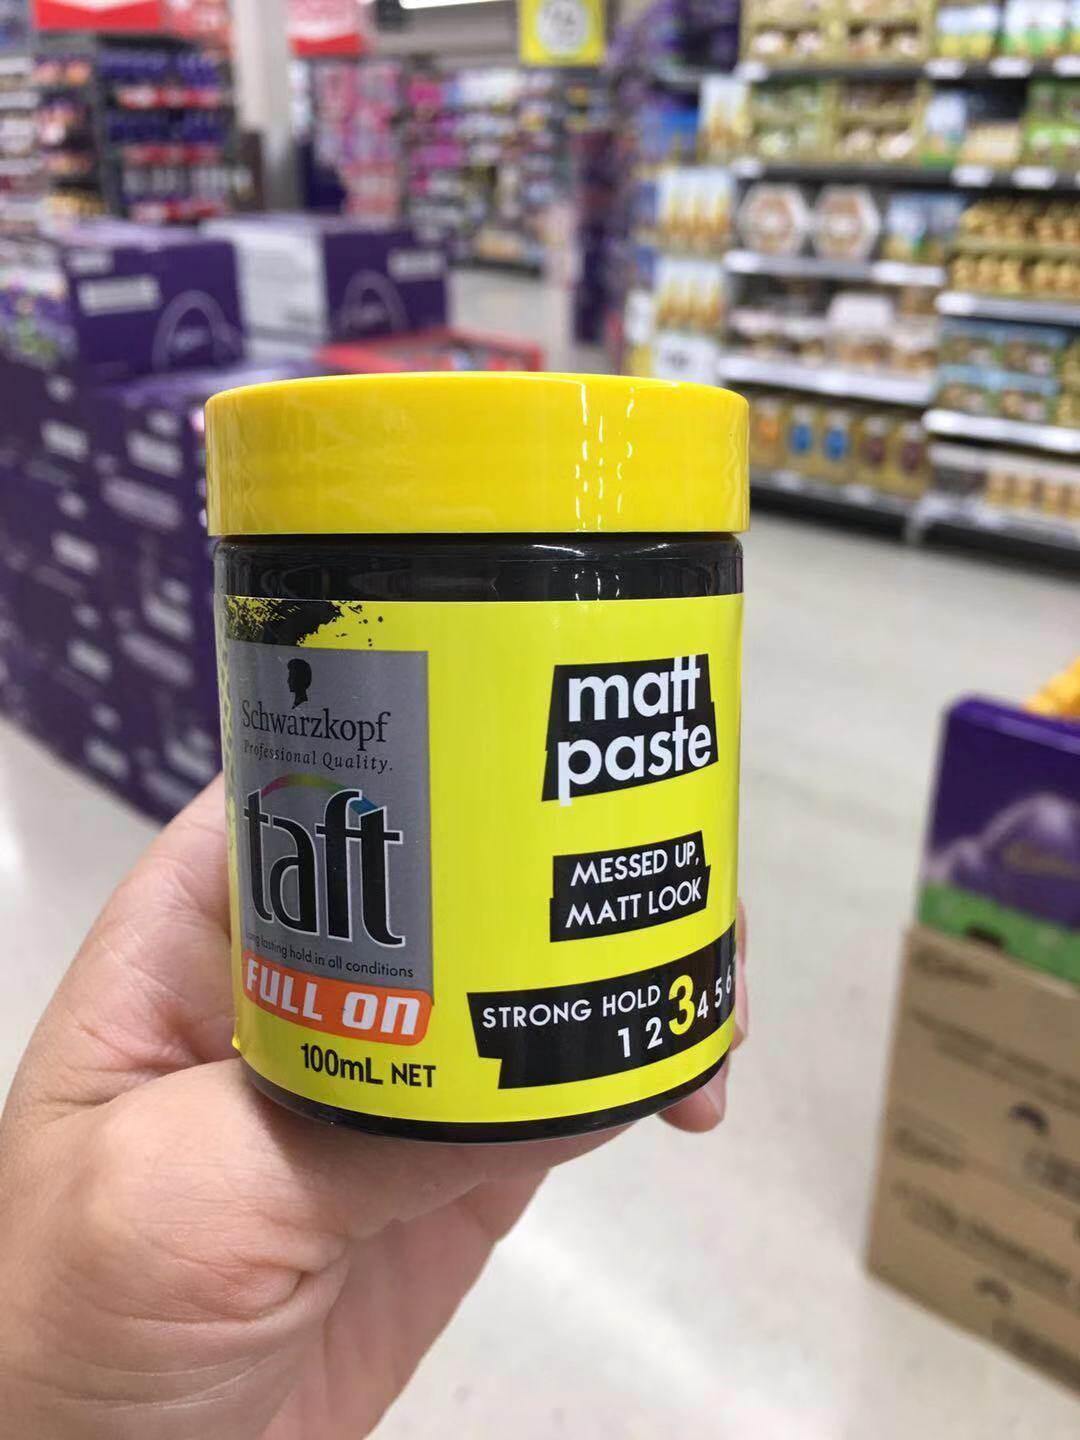 Schwarzkopf
Professional Quality.
taft
long lasting hold in all conditions
FULL ON
100mL NET
matt
paste
MESSED UP,
MATT LOOK
STRONG HOLD
1 2 3 4 5 6